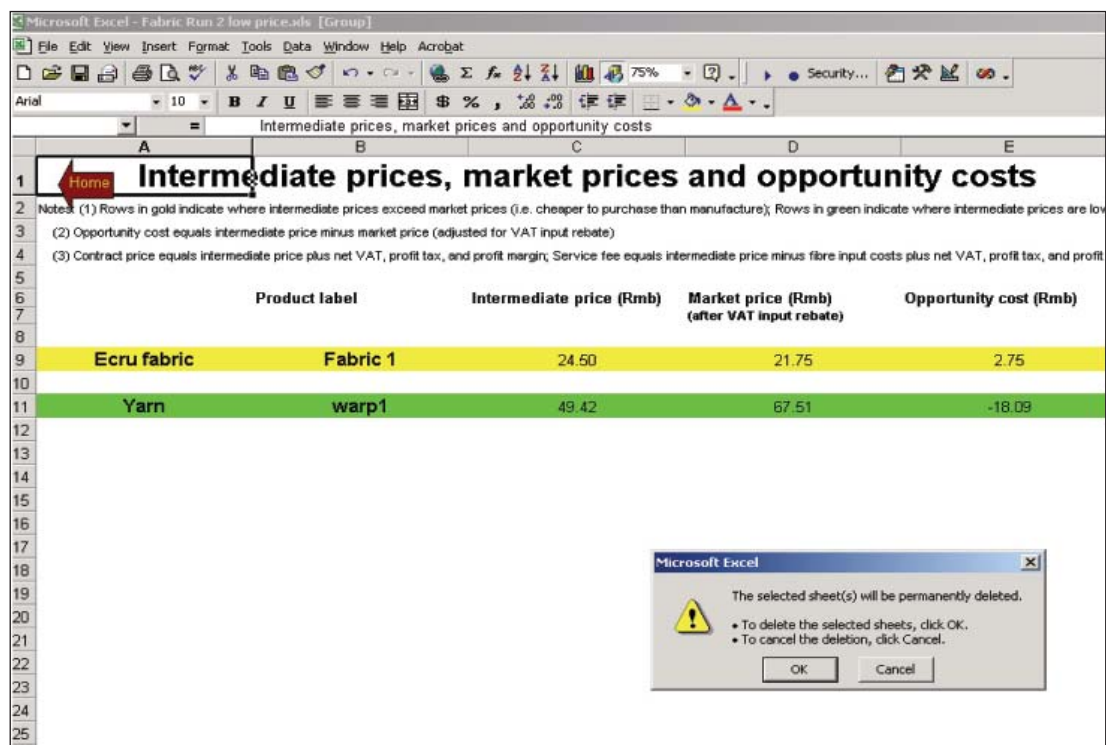 Microsoft Excel - Fabric Run 2 low price.xls [Group]
File Edit View Insert Format Tools Data Window Help Acrobat
75% Security...
Arial 10 B I U $ % ,
= Intermediate prices, market prices and opportunity costs
A B C D E
1 Home Intermediate prices, market prices and opportunity costs
2 Notes: (1) Rows in gold indicate where intermediate prices exceed market prices (i.e. cheaper to purchase than manufacture); Rows in green indicate where intermediate prices are low
3 (2) Opportunity cost equals intermediate price minus market price (adjusted for VAT input rebate)
4 (3) Contract price equals intermediate price plus net VAT, profit tax, and profit margin; Service fee equals intermediate price minus fibre input costs plus net VAT, profit tax, and profit
5
6 Product label Intermediate price (Rmb) Market price (Rmb) Opportunity cost (Rmb)
7 (after VAT input rebate)
8
9 Ecru fabric Fabric 1 24.50 21.75 2.75
10
11 Yarn warp1 49.42 67.51 -18.09
12
13
14
15
16
17
18
19
20
21
22
23
24
25
Microsoft Excel
The selected sheet(s) will be permanently deleted.
• To delete the selected sheets, click OK.
• To cancel the deletion, click Cancel.
OK Cancel